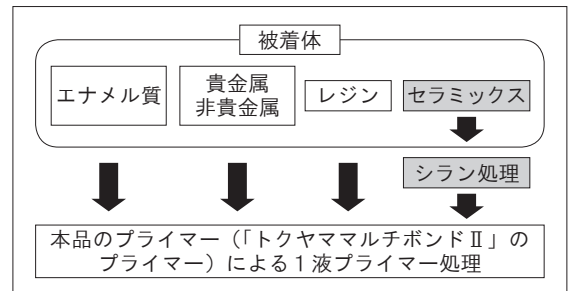 被着体
エナメル質
貴金属
非貴金属
レジン
セラミックス
シラン処理
本品のプライマー（「トクヤママルチボンドⅡ」の
プライマー）による１液プライマー処理